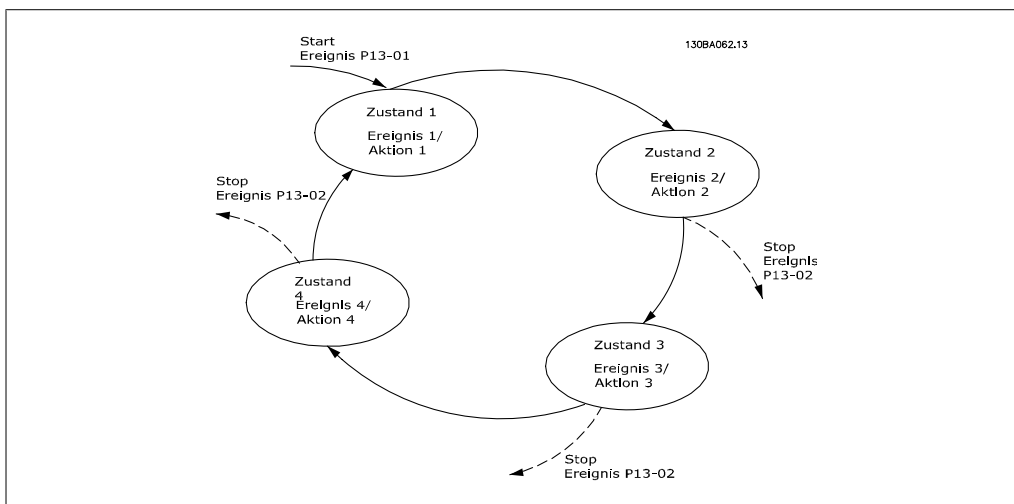 Start
Ereignis P13-01
130BA062.13
Zustand 1
Ereignis 1/
Aktion 1
Zustand 2
Ereignis 2/
Aktion 2
Stop
Ereignis P13-02
Stop
Ereignis
P13-02
Zustand
4
Ereignis 4/
Aktion 4
Zustand 3
Ereignis 3/
Aktion 3
Stop
Ereignis P13-02